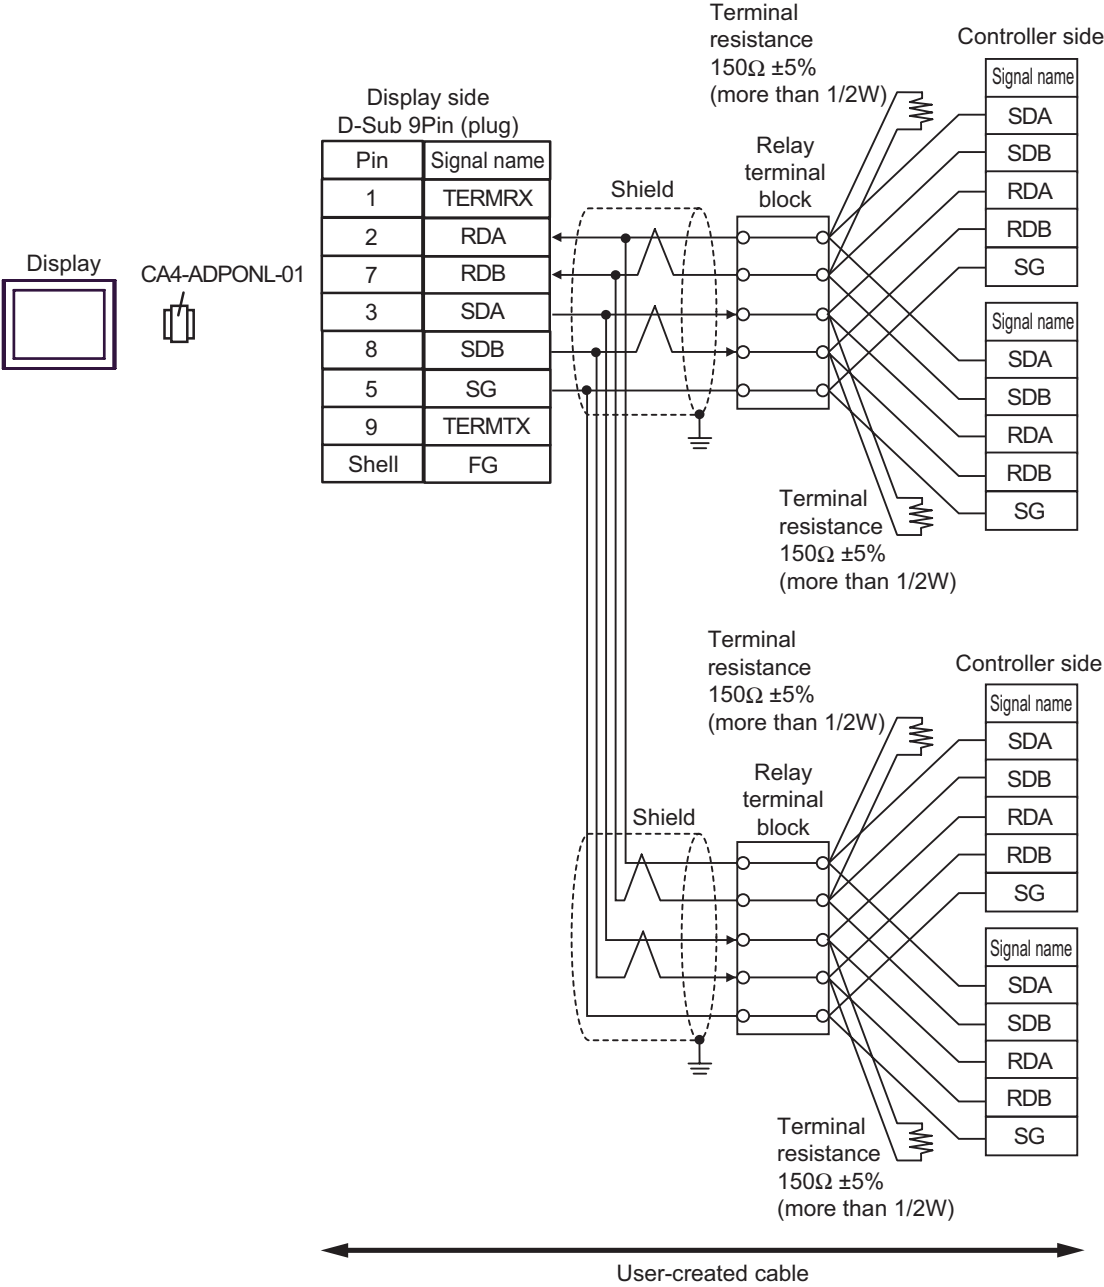 Terminal
resistance
150Ω ±5%
(more than 1/2W)
Controller side
Display side
D-Sub 9Pin (plug)
Pin Signal name
1 TERMRX
2 RDA
7 RDB
3 SDA
8 SDB
5 SG
9 TERMTX
Shell FG
Display
CA4-ADPONL-01
Shield
Relay
terminal
block
Signal name
SDA
SDB
RDA
RDB
SG
Signal name
SDA
SDB
RDA
RDB
SG
Terminal
resistance
150Ω ±5%
(more than 1/2W)
Terminal
resistance
150Ω ±5%
(more than 1/2W)
Controller side
Shield
Relay
terminal
block
Signal name
SDA
SDB
RDA
RDB
SG
Signal name
SDA
SDB
RDA
RDB
SG
Terminal
resistance
150Ω ±5%
(more than 1/2W)
User-created cable